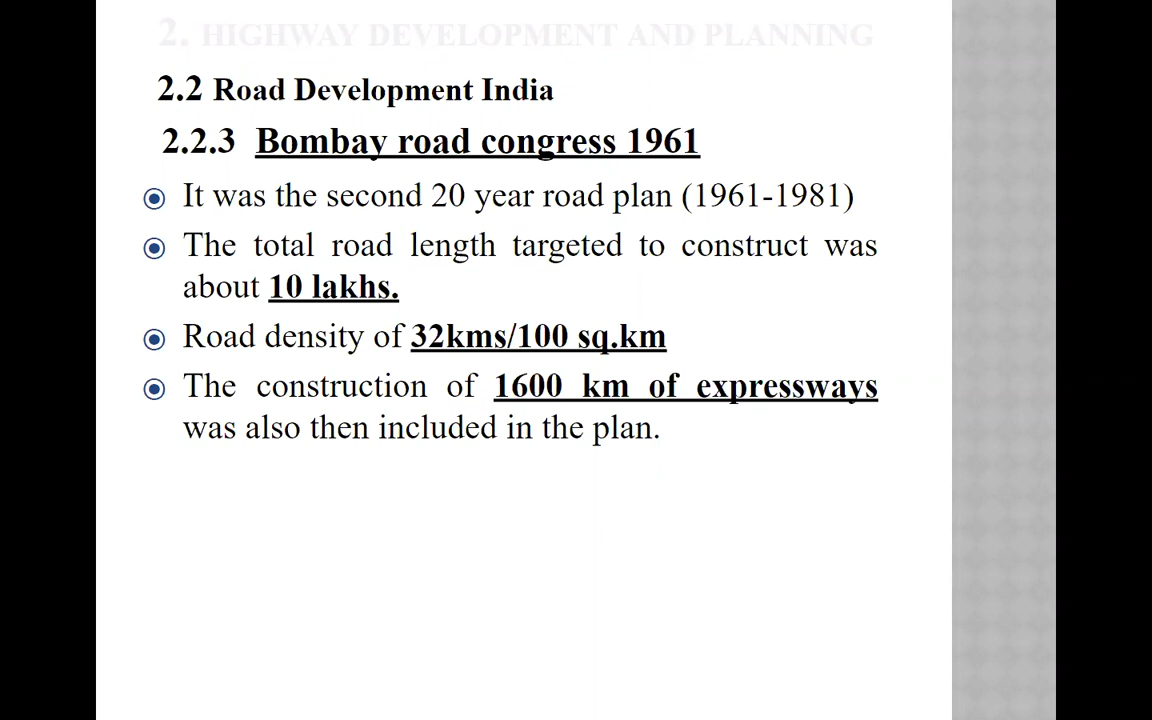 2. HIGHWAY DEVELOPMENT AND PLANNING
2.2 Road Development India
2.2.3 Bombay road congress 1961
It was the second 20 year road plan (1961-1981)
The total road length targeted to construct was
about 10 lakhs.
Road density of 32kms/100 sq.km
The construction of 1600 km of expressways
was also then included in the plan.